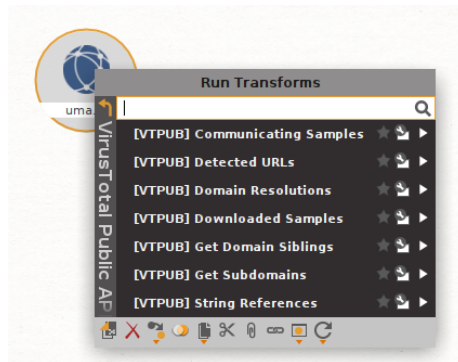 Run Transforms
uma.
VirusTotal Public AP
[VTPUB] Communicating Samples
[VTPUB] Detected URLs
[VTPUB] Domain Resolutions
[VTPUB] Downloaded Samples
[VTPUB] Get Domain Siblings
[VTPUB] Get Subdomains
[VTPUB] String References